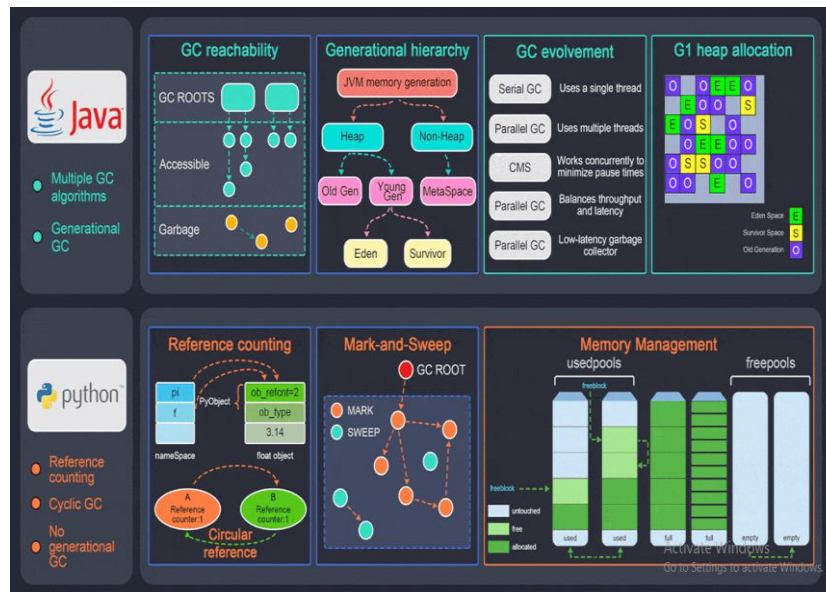 Java
Multiple GC
algorithms
Generational
GC
GC reachability
GC ROOTS
Accessible
Garbage
Generational hierarchy
JVM memory generation
Heap
Non-Heap
Old Gen
Young
Gen
MetaSpace
Eden
Survivor
GC evolvement
Serial GC
Uses a single thread
Parallel GC
Uses multiple threads
CMS
Works concurrently to
minimize pause times
Parallel GC
Balances throughput
and latency
Parallel GC
Low-latency garbage
collector
G1 heap allocation
O O E E O
E O O S
E O S O
O E E O O
O S S O O
O O E O
Eden Space E
Survivor Space S
Old Generation O
python™
Reference
counting
Cyclic GC
No
generational
GC
Reference counting
pi
f
nameSpace
PyObject
ob_refcnt=2
ob_type
3.14
float object
A
Reference
counter:1
B
Reference
counter:1
Circular
reference
Mark-and-Sweep
GC ROOT
MARK
SWEEP
Memory Management
usedpools
freepools
freeblock
freeblock
untouched
free
allocated
used
used
full
full
empty
empty
Activate Windows
Go to Settings to activate Windows.